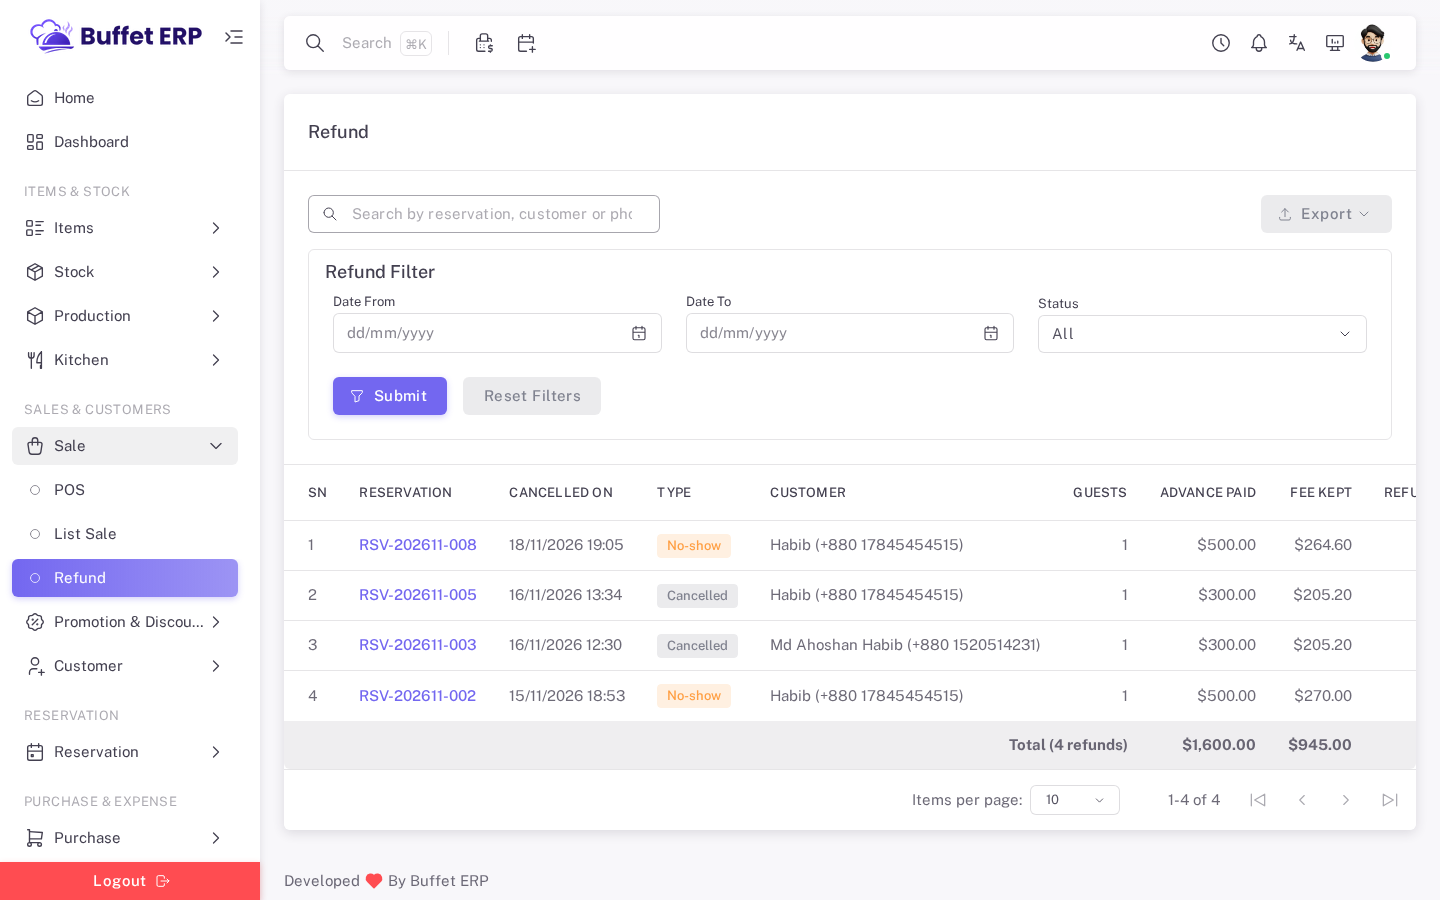 Buffet ERP
Home
Dashboard
ITEMS & STOCK
Items
Stock
Production
Kitchen
SALES & CUSTOMERS
Sale
POS
List Sale
Refund
Promotion & Discou...
Customer
RESERVATION
Reservation
PURCHASE & EXPENSE
Purchase
Logout
Search ⌘K
Refund
Search by reservation, customer or pho
Export
Refund Filter
Date From
Date To
Status
dd/mm/yyyy
dd/mm/yyyy
All
Submit
Reset Filters
SN RESERVATION CANCELLED ON TYPE CUSTOMER GUESTS ADVANCE PAID FEE KEPT REFU
1 RSV-202611-008 18/11/2026 19:05 No-show Habib (+880 17845454515) 1 $500.00 $264.60
2 RSV-202611-005 16/11/2026 13:34 Cancelled Habib (+880 17845454515) 1 $300.00 $205.20
3 RSV-202611-003 16/11/2026 12:30 Cancelled Md Ahoshan Habib (+880 1520514231) 1 $300.00 $205.20
4 RSV-202611-002 15/11/2026 18:53 No-show Habib (+880 17845454515) 1 $500.00 $270.00
Total (4 refunds) $1,600.00 $945.00
Items per page: 10 1-4 of 4
Developed ❤ By Buffet ERP